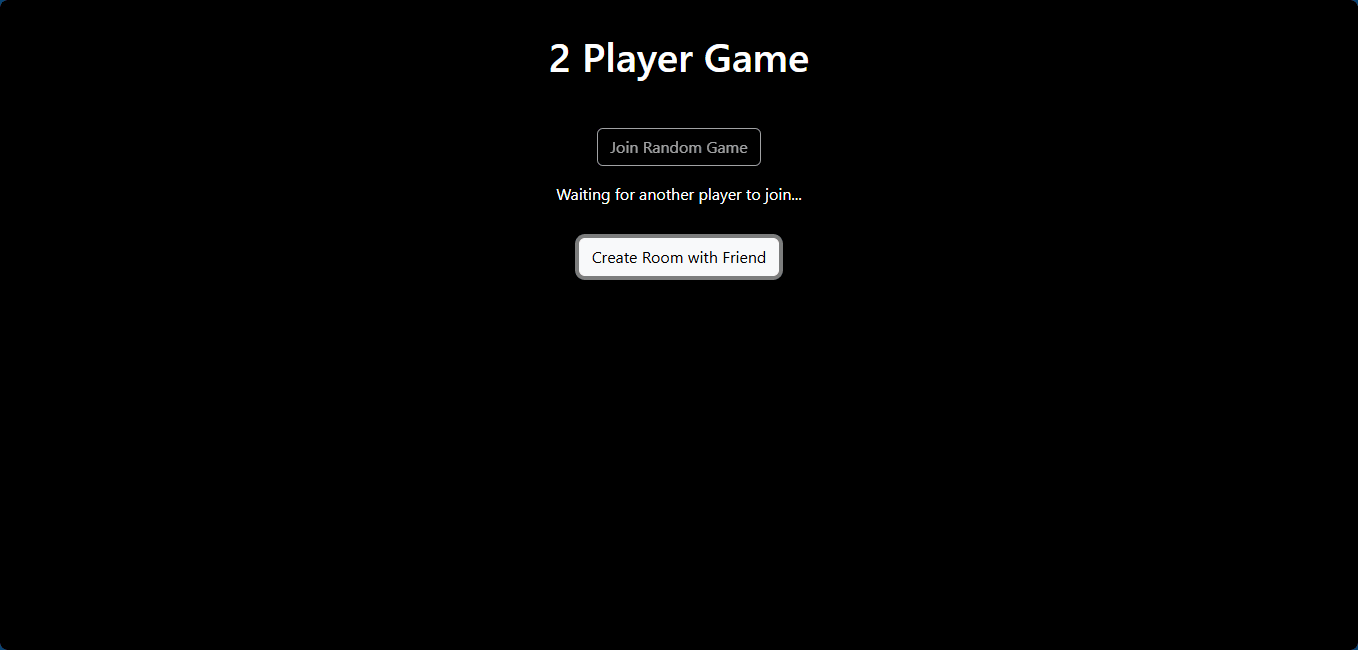 2 Player Game
Join Random Game
Waiting for another player to join...
Create Room with Friend